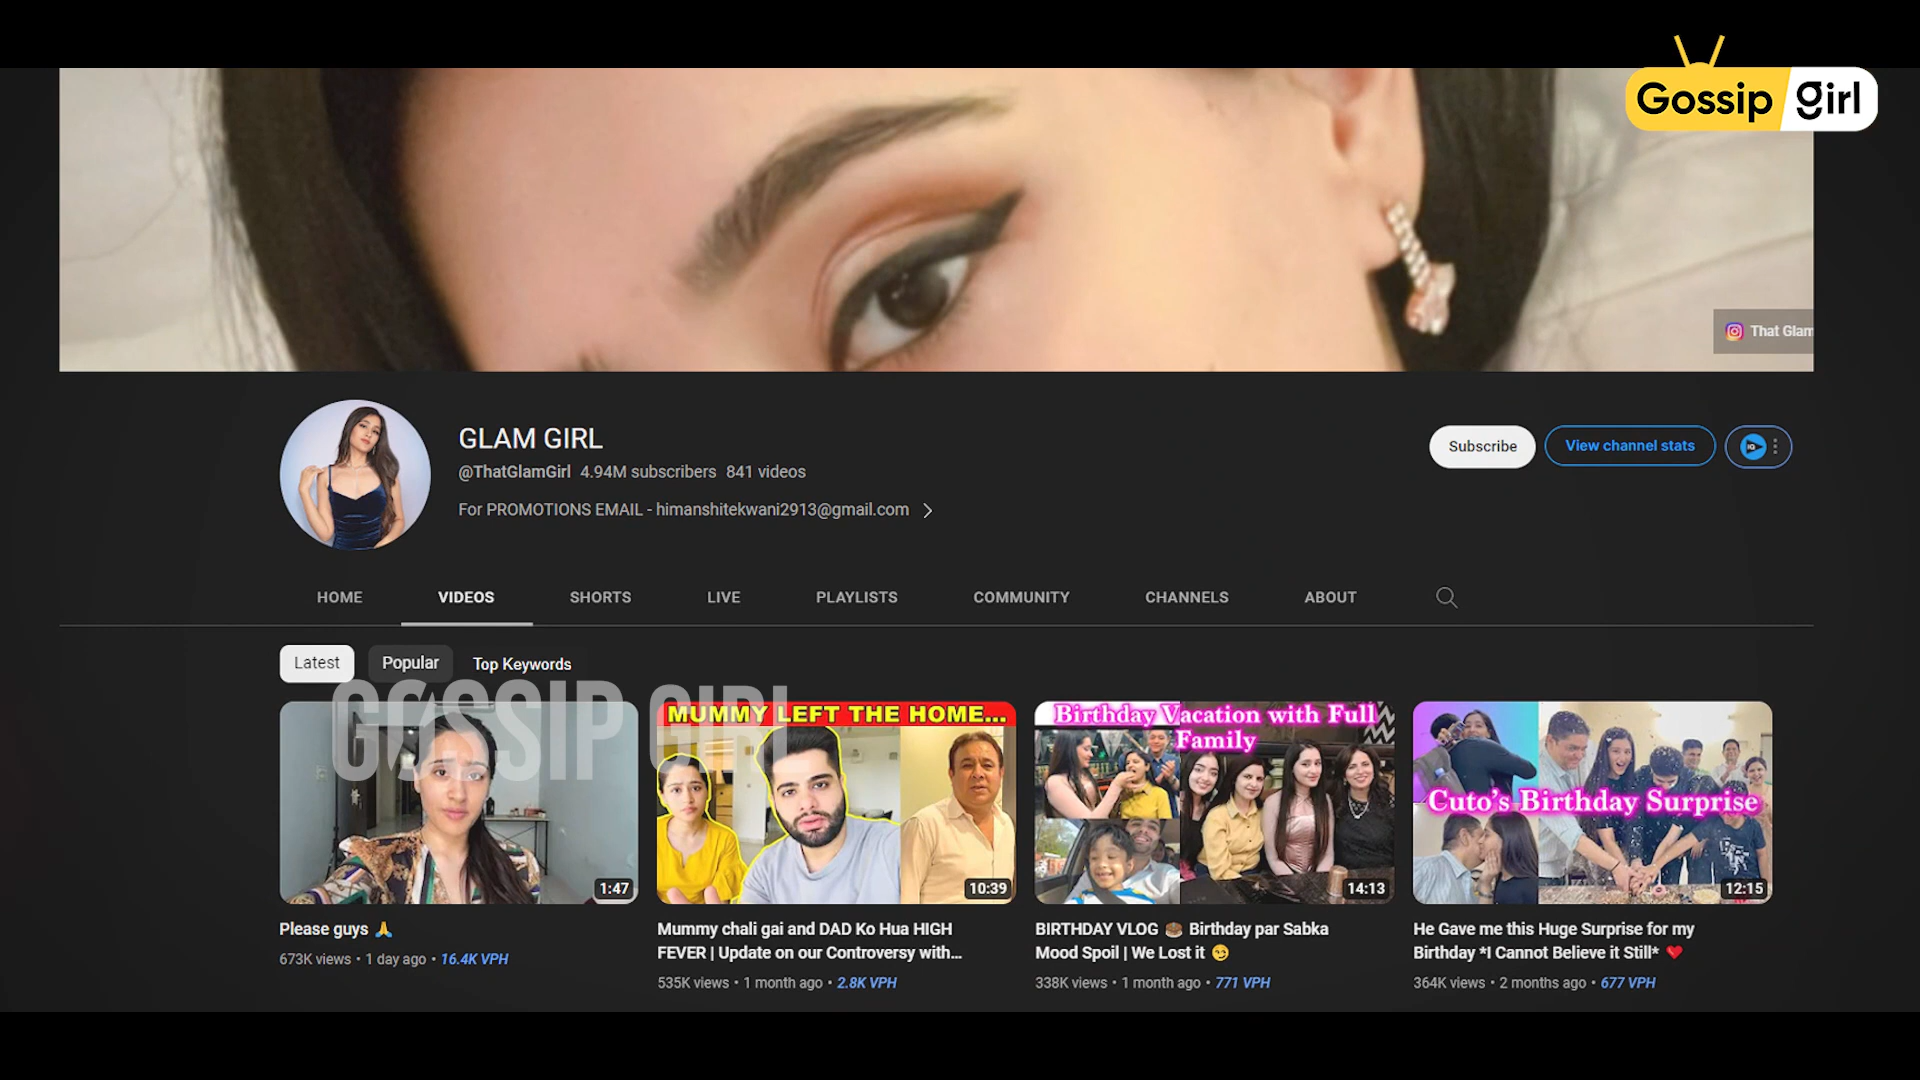 Gossip girl
That Glam
GLAM GIRL
@ThatGlamGirl 4.94M subscribers 841 videos
For PROMOTIONS EMAIL - himanshitekwani2913@gmail.com
Subscribe
View channel stats
HOME VIDEOS SHORTS LIVE PLAYLISTS COMMUNITY CHANNELS ABOUT
Latest Popular Top Keywords
GOSSIP GIRL
1:47
MUMMY LEFT THE HOME...
10:39
Birthday Vacation with Full
Family
14:13
Cuto's Birthday Surprise
12:15
Please guys 🙏
673K views • 1 day ago • 16.4K VPH
Mummy chali gai and DAD Ko Hua HIGH
FEVER | Update on our Controversy with...
535K views • 1 month ago • 2.8K VPH
BIRTHDAY VLOG 🎂 Birthday par Sabka
Mood Spoil | We Lost it 😏
338K views • 1 month ago • 771 VPH
He Gave me this Huge Surprise for my
Birthday *I Cannot Believe it Still* ❤️
364K views • 2 months ago • 677 VPH